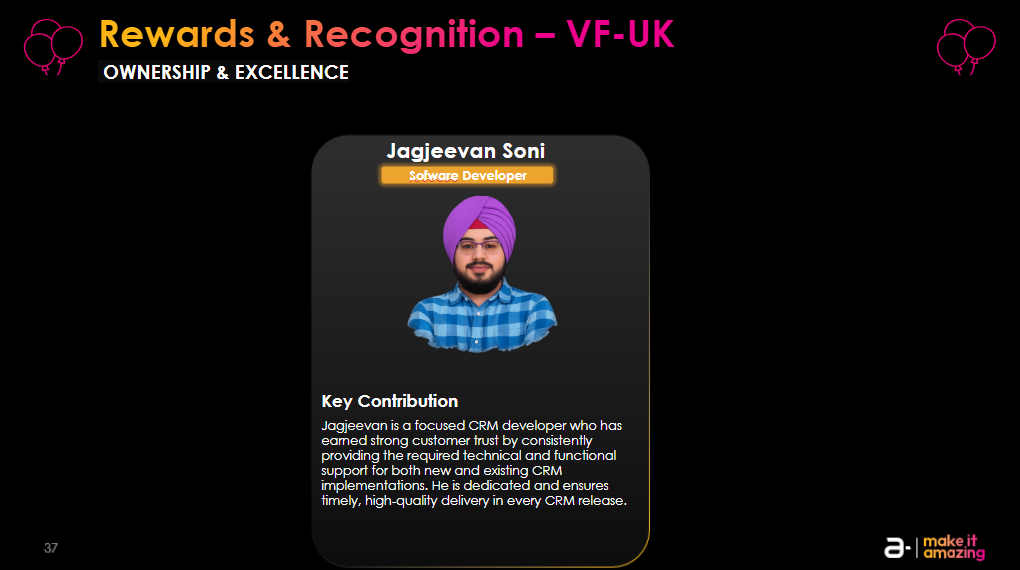 Rewards & Recognition – VF-UK
OWNERSHIP & EXCELLENCE
Jagjeevan Soni
Sofware Developer
Key Contribution
Jagjeevan is a focused CRM developer who has
earned strong customer trust by consistently
providing the required technical and functional
support for both new and existing CRM
implementations. He is dedicated and ensures
timely, high-quality delivery in every CRM release.
37
a-
make it
amazing